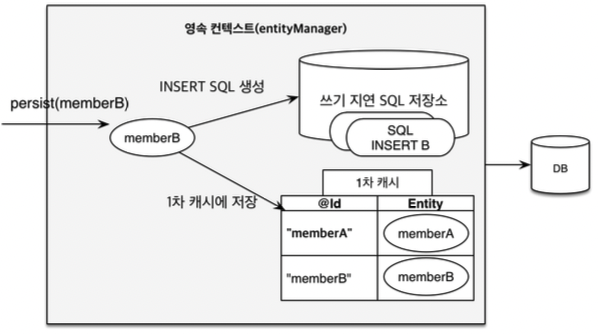 영속 컨텍스트(entityManager)
INSERT SQL 생성
쓰기 지연 SQL 저장소
persist(memberB)
memberB
SQL
INSERT B
DB
1차 캐시
1차 캐시에 저장
@Id Entity
"memberA" memberA
"memberB" memberB